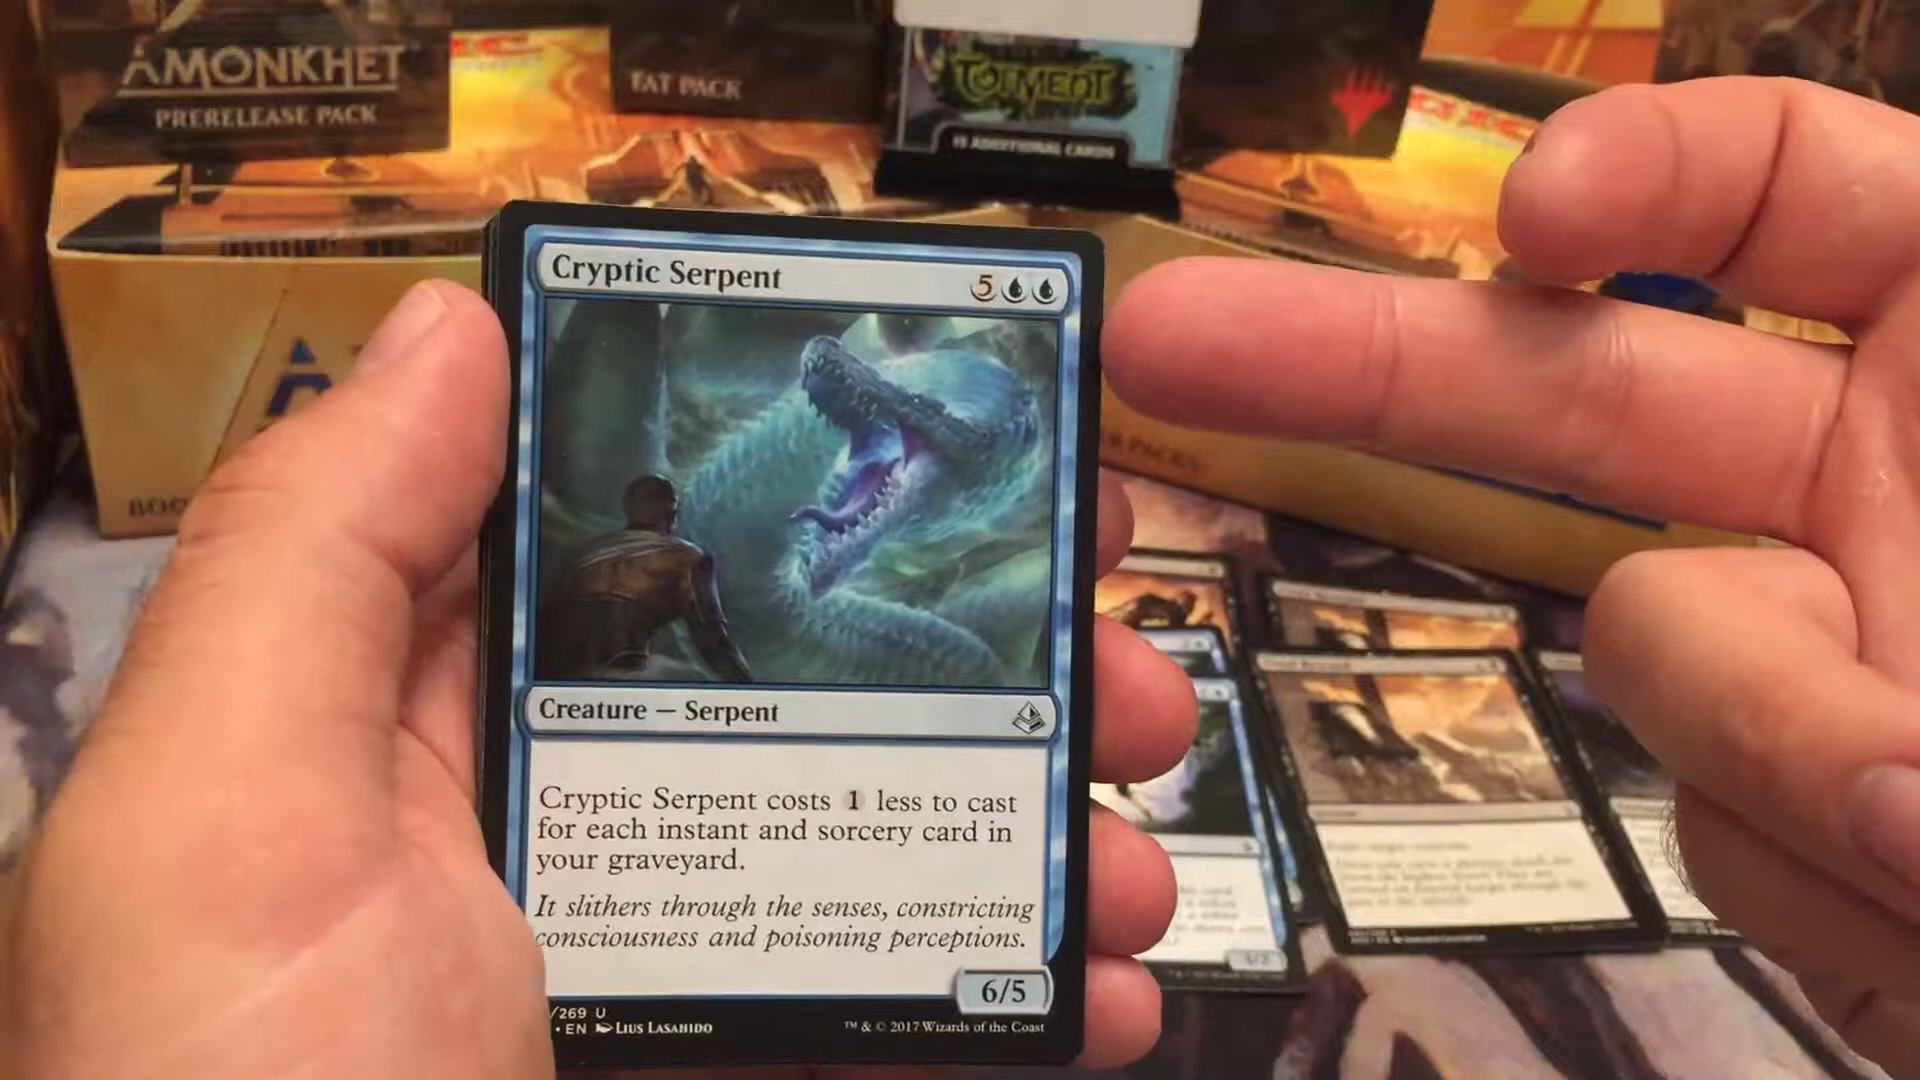 AMONKHET
PRERELEASE PACK
FAT PACK
TORMENT
15 ADDITIONAL CARDS
Cryptic Serpent
5
Creature — Serpent
Cryptic Serpent costs 1 less to cast
for each instant and sorcery card in
your graveyard.
It slithers through the senses, constricting
consciousness and poisoning perceptions.
6/5
/269 U
• EN LIUS LASAHIDO
™ & © 2017 Wizards of the Coast